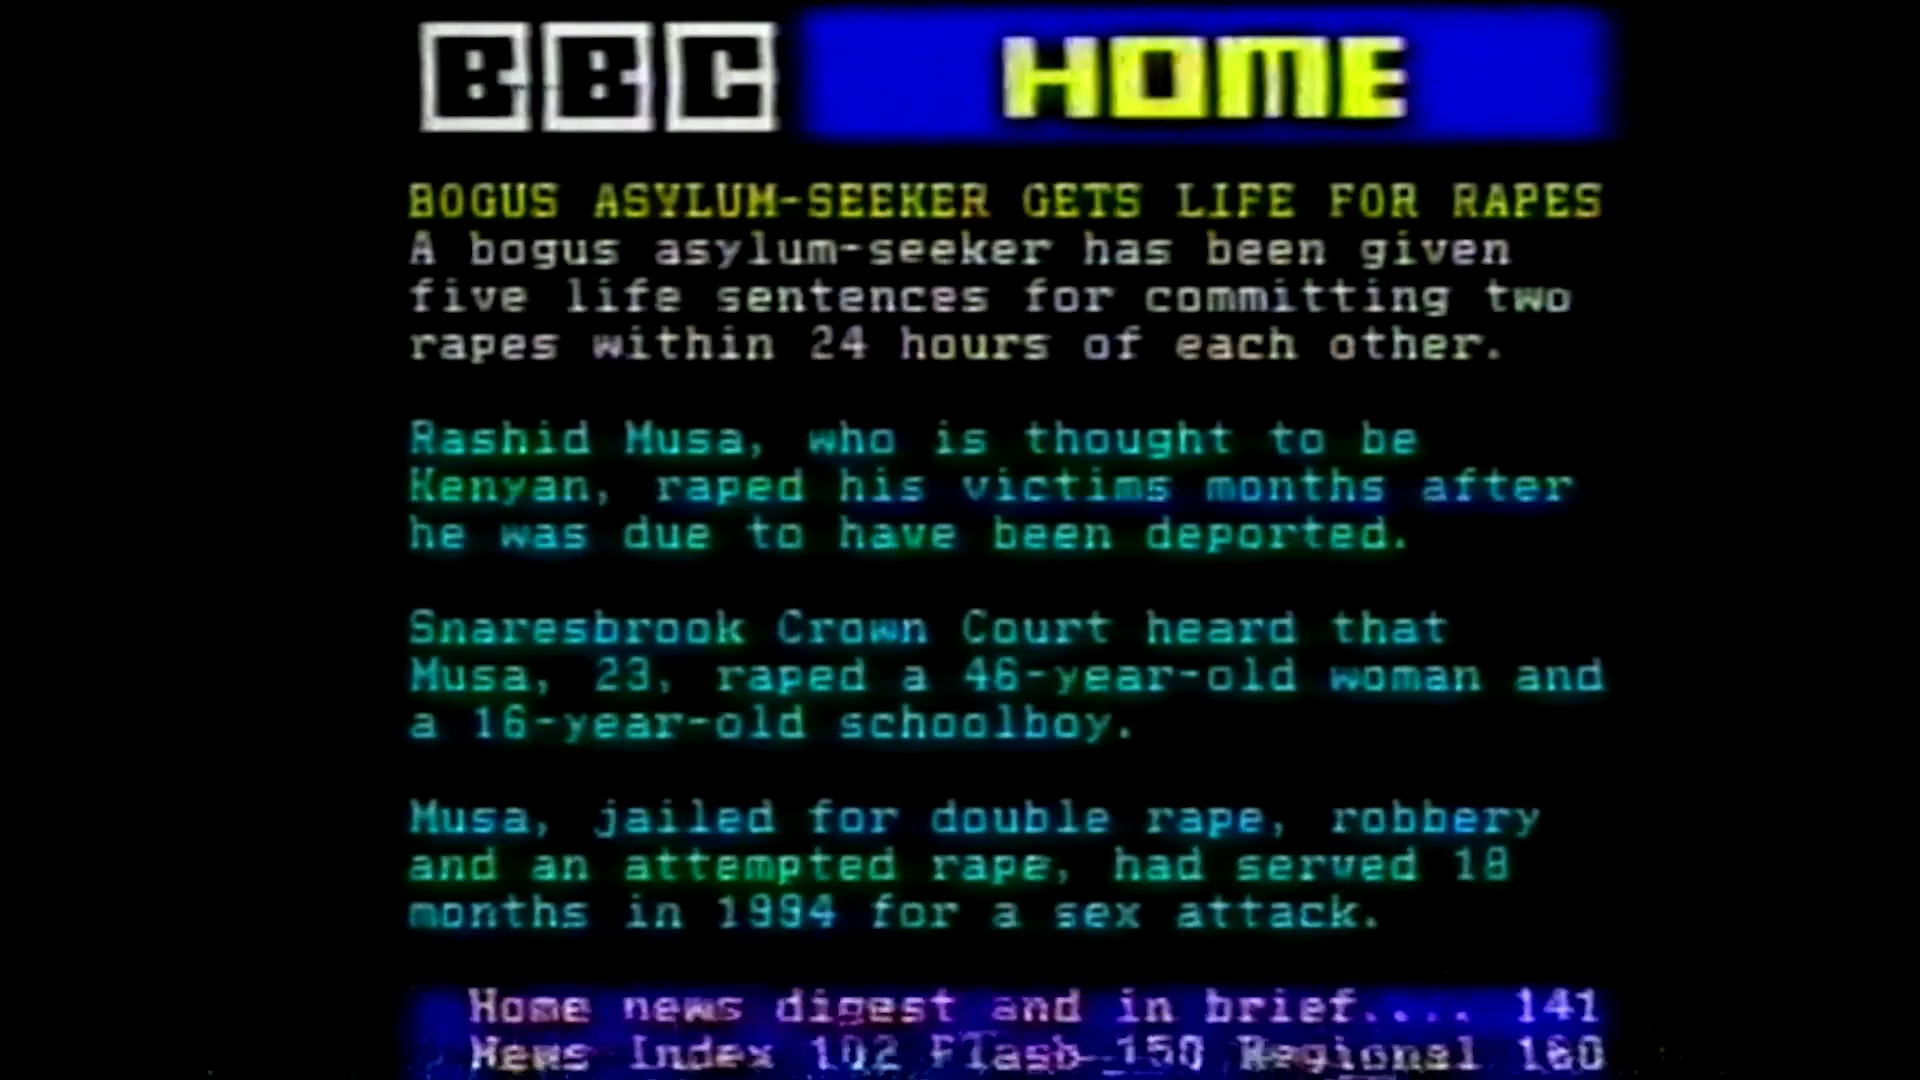 BBC HOME
BOGUS ASYLUM-SEEKER GETS LIFE FOR RAPES
A bogus asylum-seeker has been given
five life sentences for committing two
rapes within 24 hours of each other.
Rashid Musa, who is thought to be
Kenyan, raped his victims months after
he was due to have been deported.
Snaresbrook Crown Court heard that
Musa, 23, raped a 46-year-old woman and
a 16-year-old schoolboy.
Musa, jailed for double rape, robbery
and an attempted rape, had served 18
months in 1994 for a sex attack.
Home news digest and in brief.... 141
News Index 102 Flash 150 Regional 160